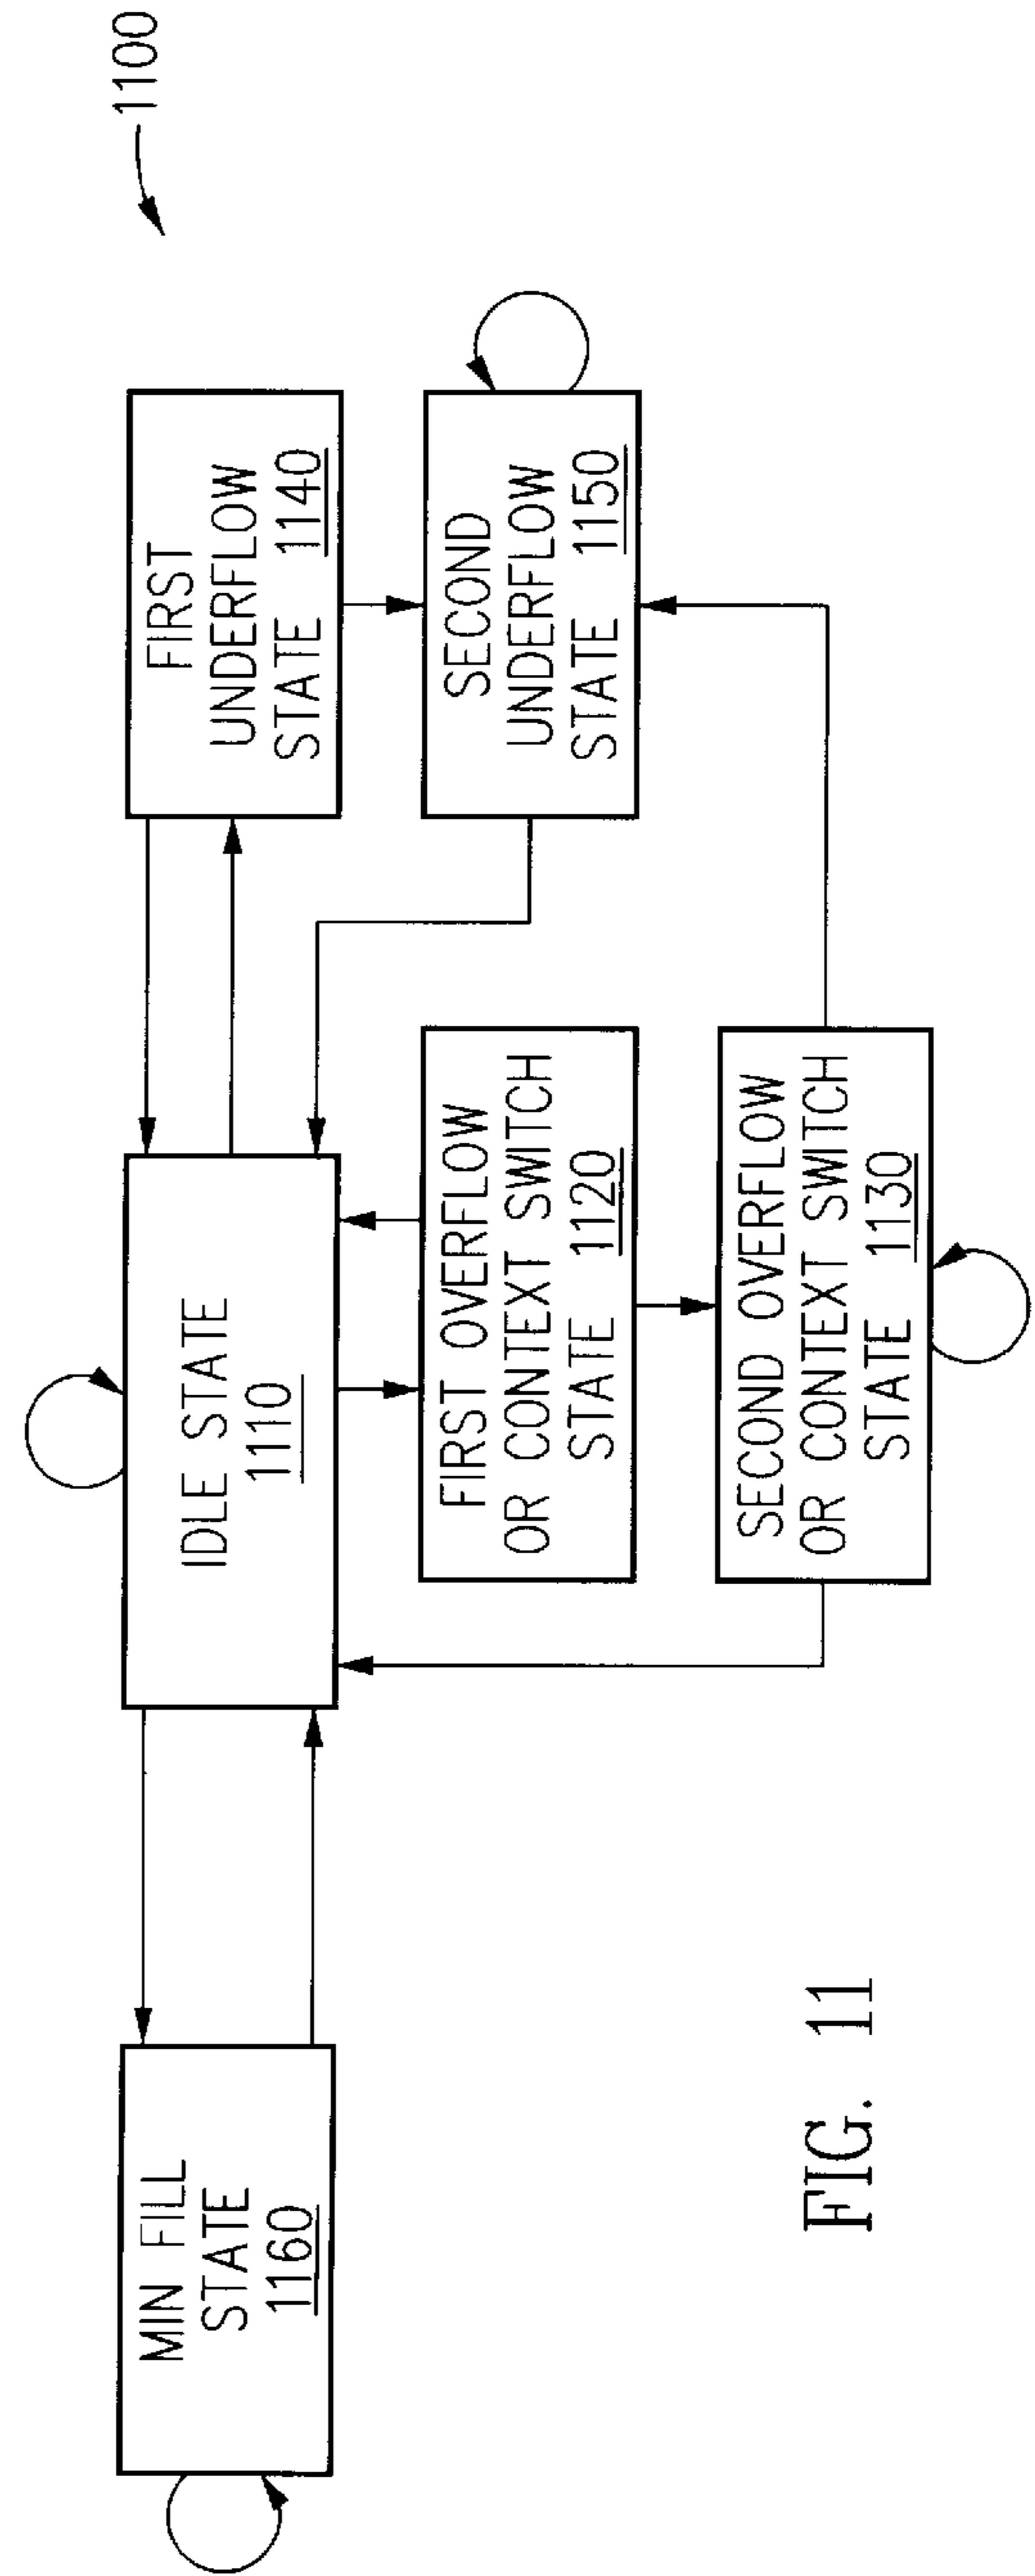 1100
MIN FILL
STATE
1160
IDLE STATE
1110
FIRST
UNDERFLOW
STATE 1140
FIRST OVERFLOW
OR CONTEXT SWITCH
STATE 1120
SECOND
UNDERFLOW
STATE 1150
SECOND OVERFLOW
OR CONTEXT SWITCH
STATE 1130
FIG. 11